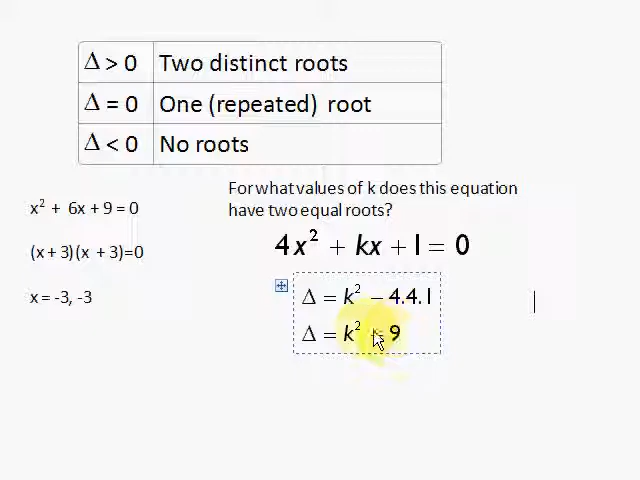 Δ > 0 Two distinct roots
Δ = 0 One (repeated) root
Δ < 0 No roots
For what values of k does this equation
have two equal roots?
x² + 6x + 9 = 0
(x + 3)(x + 3)=0
x = -3, -3
4x² + kx + 1 = 0
Δ = k² − 4.4.1
Δ = k² − 9